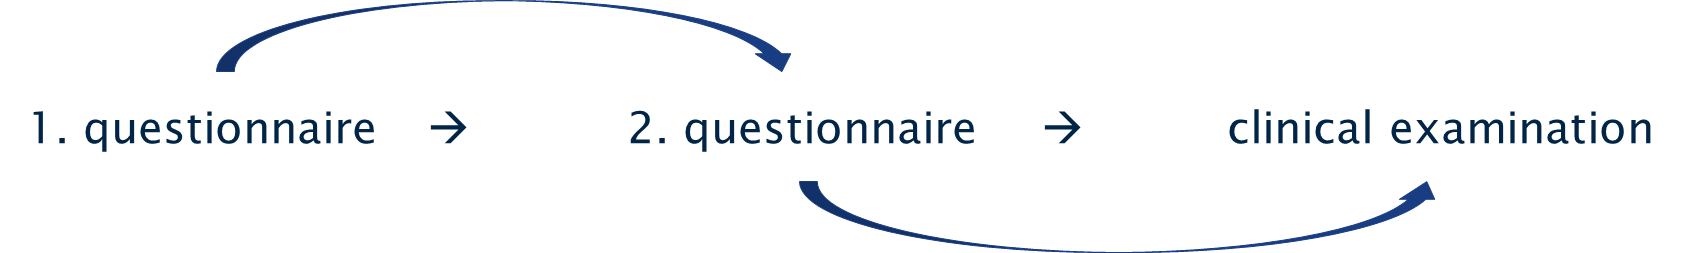 1. questionnaire → 2. questionnaire → clinical examination